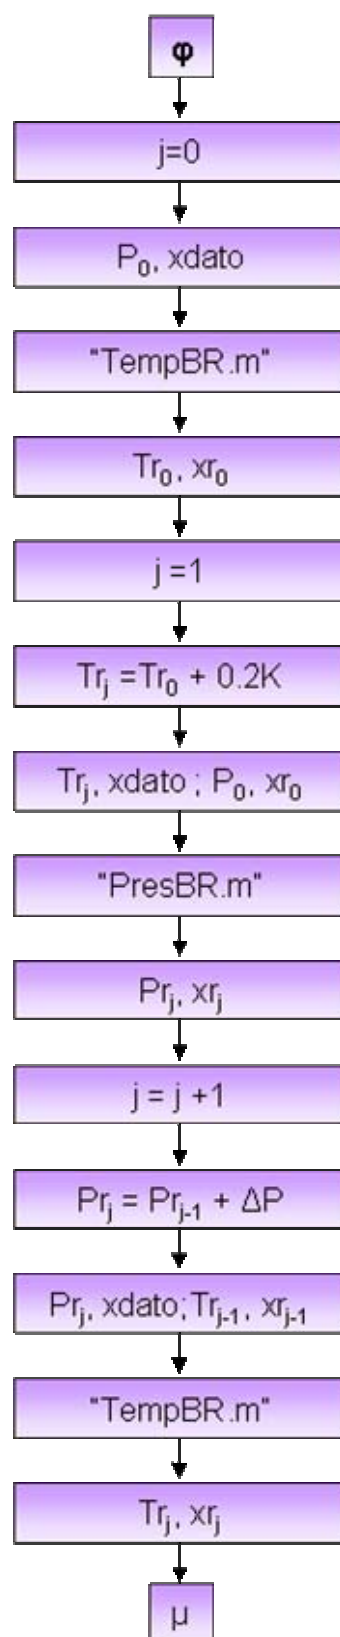 φ
j=0
P₀, xdato
"TempBR.m"
Tr₀, xr₀
j =1
Trⱼ =Tr₀ + 0.2K
Trⱼ, xdato ; P₀, xr₀
"PresBR.m"
Prⱼ, xrⱼ
j = j +1
Prⱼ = Prⱼ₋₁ + ΔP
Prⱼ, xdato;Trⱼ₋₁, xrⱼ₋₁
"TempBR.m"
Trⱼ, xrⱼ
μ